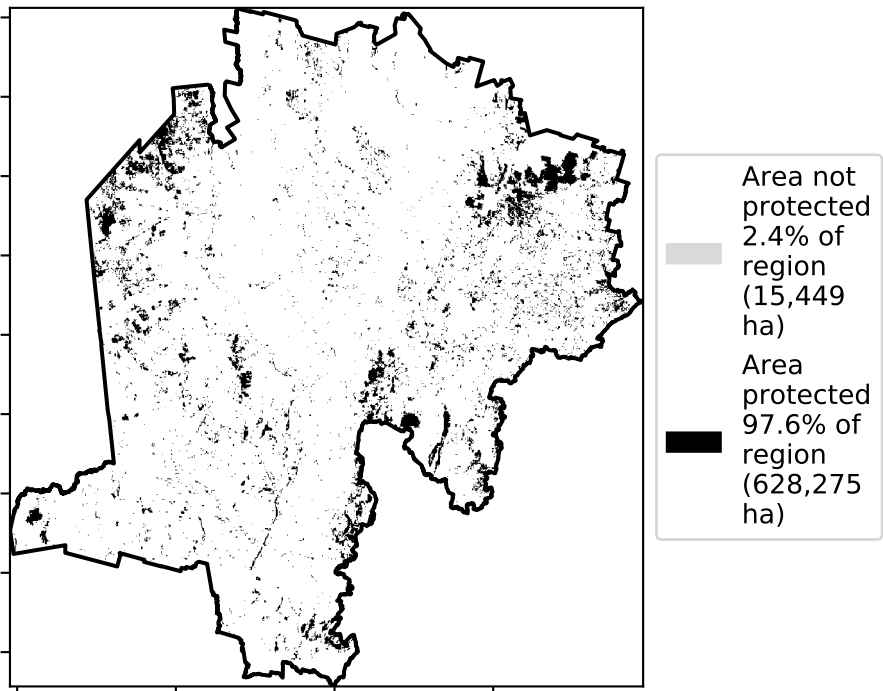 Area not
protected
2.4% of
region
(15,449
ha)
Area
protected
97.6% of
region
(628,275
ha)